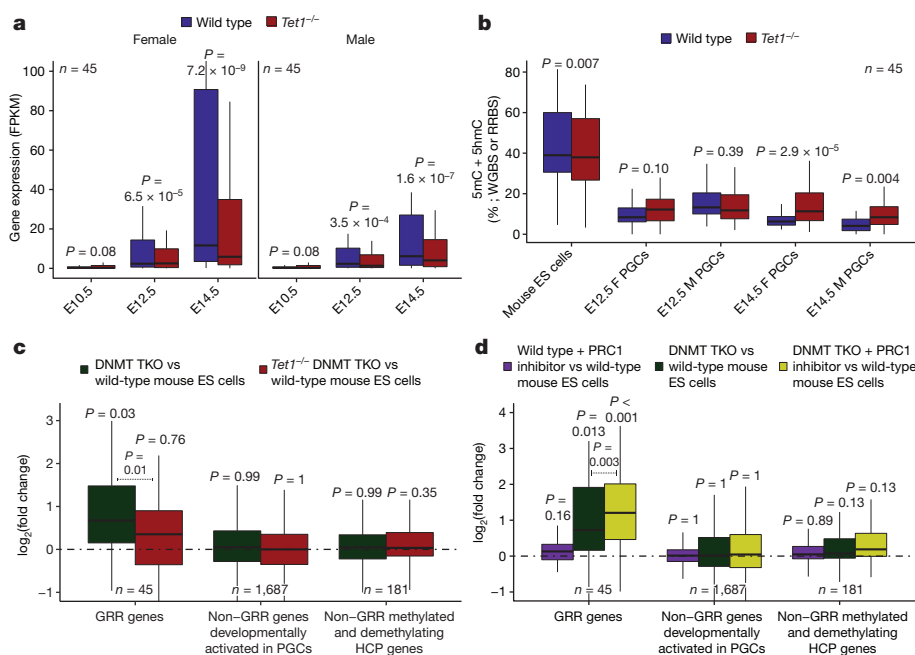 a
Wild type Tet1–/–
Female Male
n = 45
n = 45
Gene expression (FPKM)
100
80
60
40
20
0
P = 0.08
P =
6.5 × 10–5
P =
7.2 × 10–9
P = 0.08
P =
3.5 × 10–4
P =
1.6 × 10–7
E10.5
E12.5
E14.5
E10.5
E12.5
E14.5
b
Wild type Tet1–/–
n = 45
5mC + 5hmC
(% ; WGBS or RRBS)
80
60
40
20
0
P = 0.007
P = 0.10
P = 0.39
P = 2.9 × 10–5
P = 0.004
Mouse ES cells
E12.5 F PGCs
E12.5 M PGCs
E14.5 F PGCs
E14.5 M PGCs
c
DNMT TKO vs
wild-type mouse ES cells
Tet1–/– DNMT TKO vs
wild-type mouse ES cells
log2(fold change)
3
2
1
0
–1
P = 0.03
P =
0.01
P = 0.76
P = 0.99
P = 1
P = 0.99
P = 0.35
n = 45
n = 1,687
n = 181
GRR genes
Non–GRR genes
developmentally
activated in PGCs
Non–GRR methylated
and demethylating
HCP genes
d
Wild type + PRC1
inhibitor vs wild-type
mouse ES cells
DNMT TKO vs
wild-type mouse
ES cells
DNMT TKO + PRC1
inhibitor vs wild-type
mouse ES cells
log2(fold change)
4
2
0
–1
P =
0.16
P =
0.013
P =
0.003
P <
0.001
P = 1
P = 1
P = 1
P = 0.89
P = 0.13
P = 0.13
n = 45
n = 1,687
n = 181
GRR genes
Non–GRR genes
developmentally
activated in PGCs
Non–GRR methylated
and demethylating
HCP genes